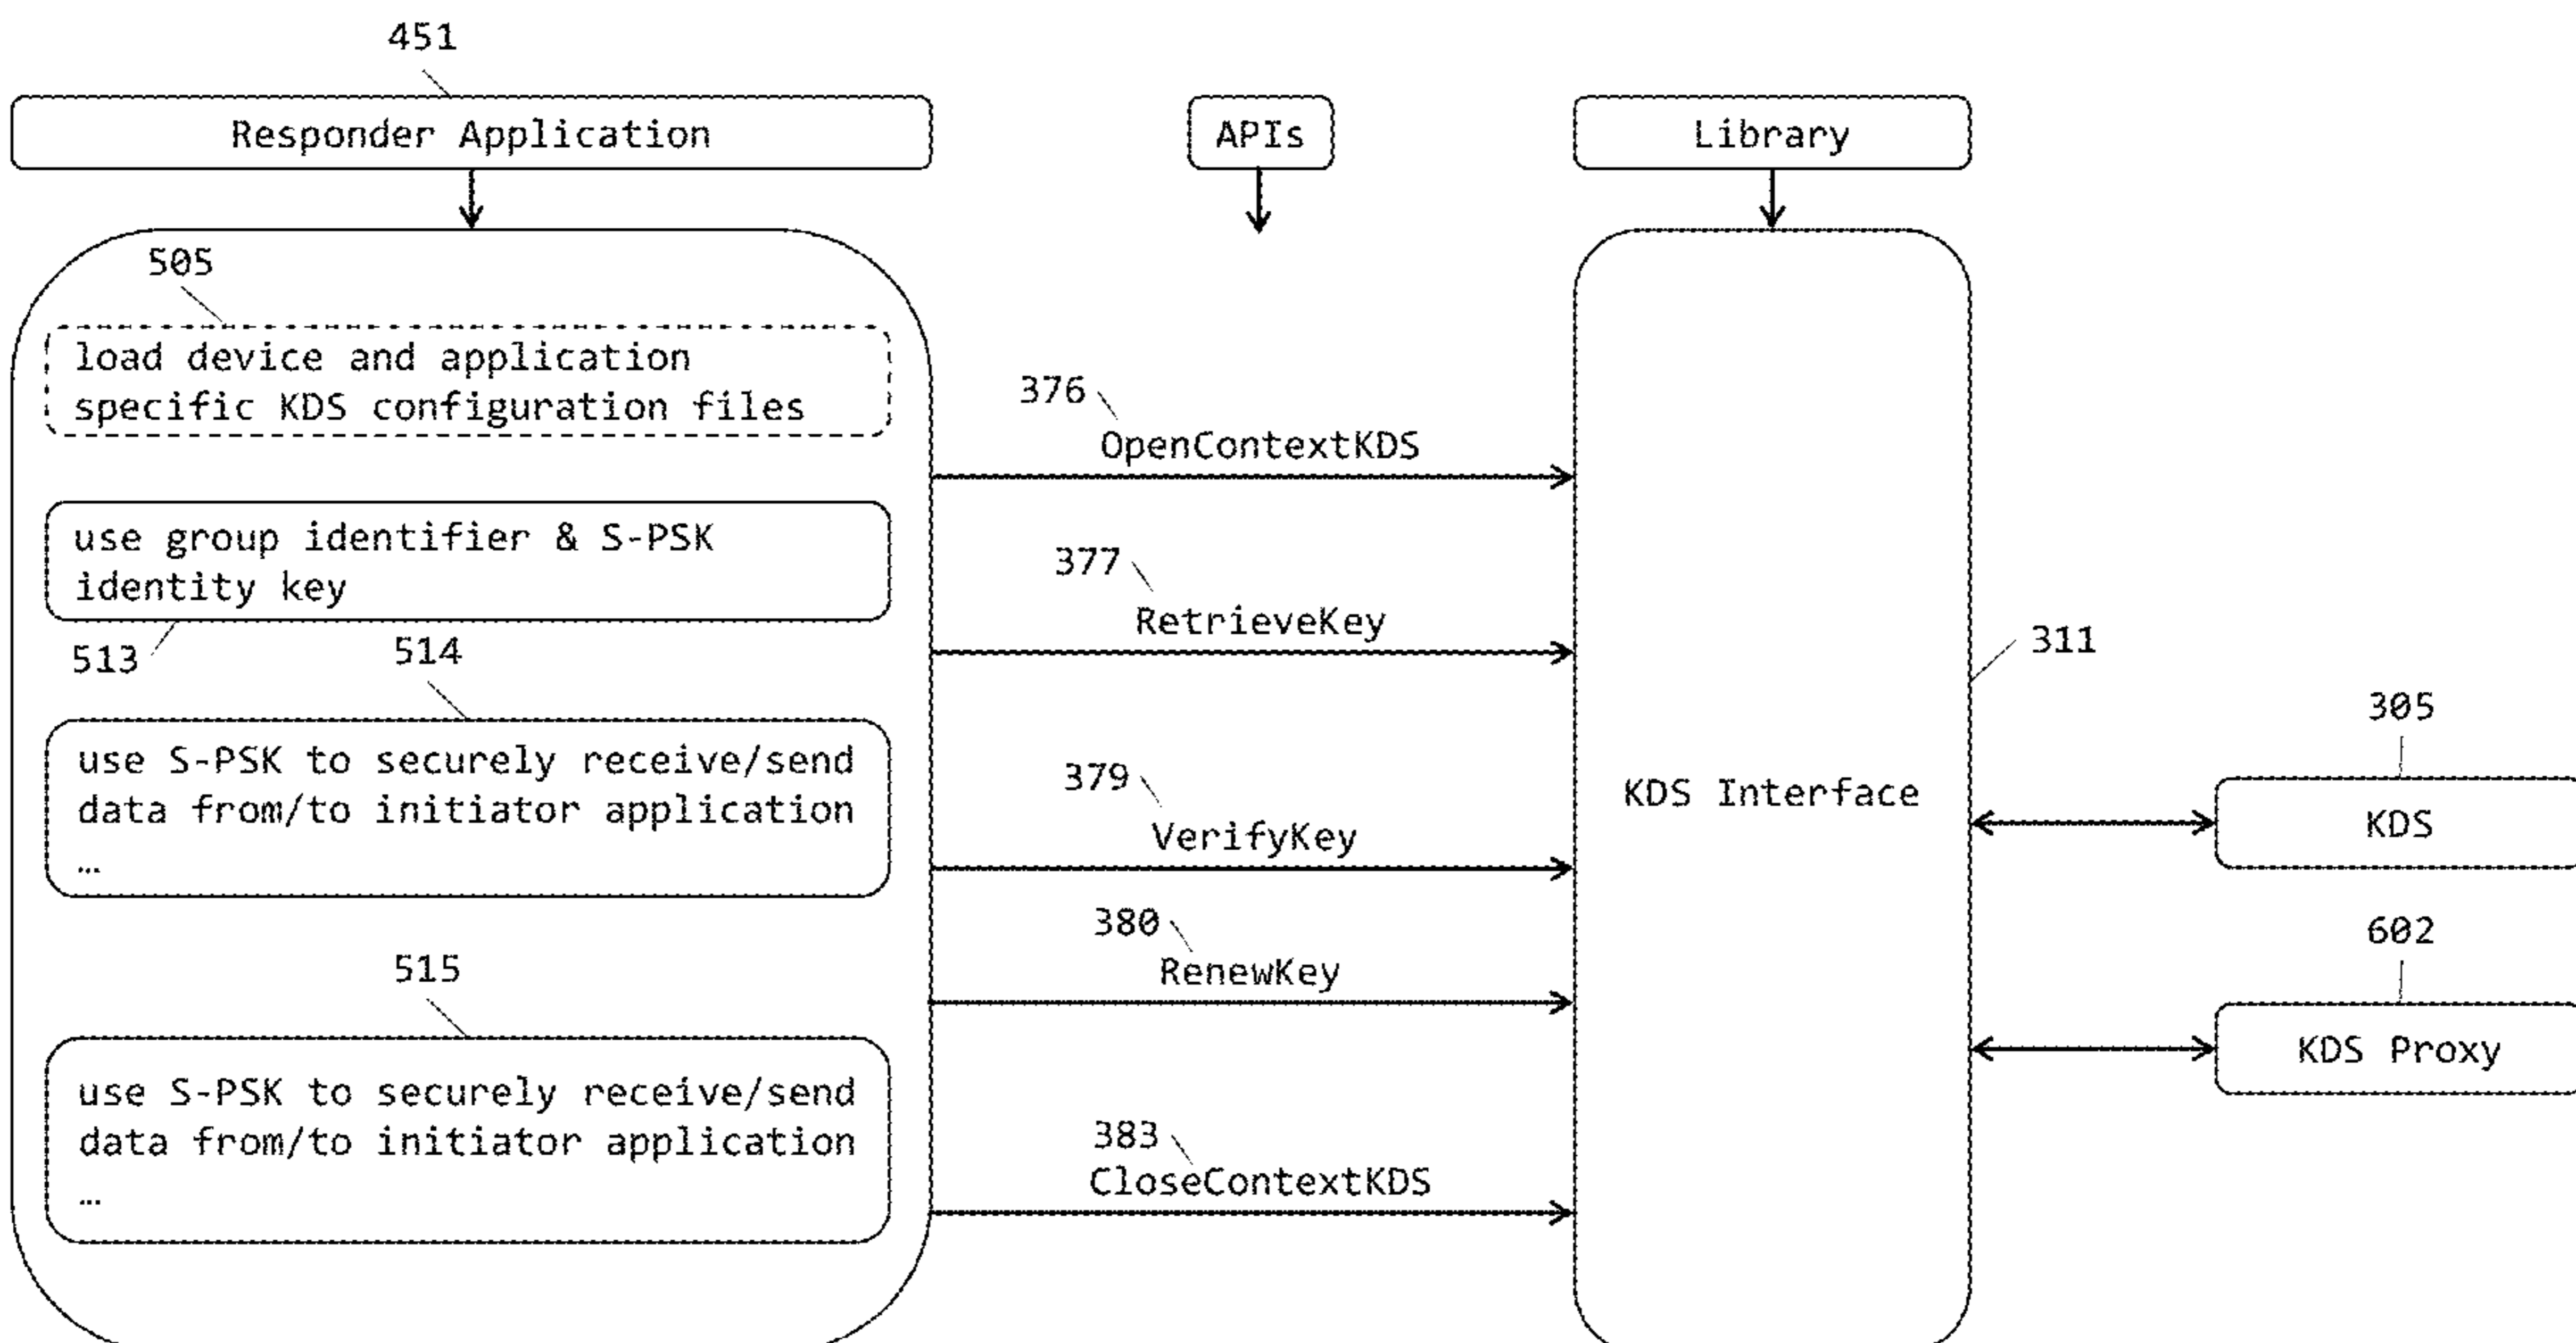 451
Responder Application
APIs
Library
505
load device and application
specific KDS configuration files
376
OpenContextKDS
use group identifier & S-PSK
identity key
513
377
RetrieveKey
514
use S-PSK to securely receive/send
data from/to initiator application
…
379
VerifyKey
380
RenewKey
515
use S-PSK to securely receive/send
data from/to initiator application
…
383
CloseContextKDS
KDS Interface
311
305
KDS
602
KDS Proxy